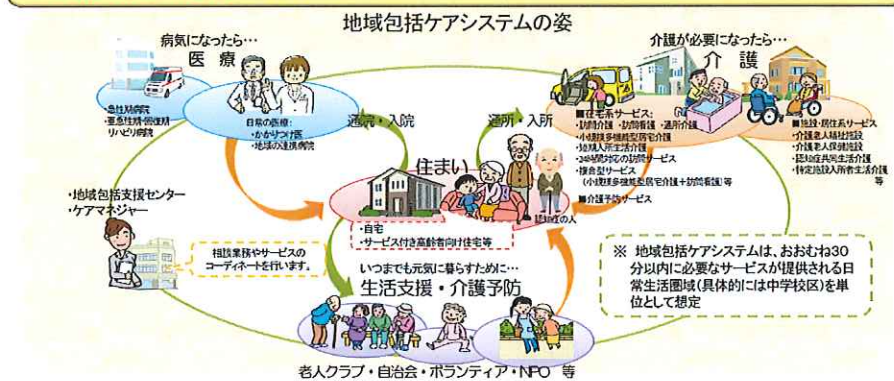 地域包括ケアシステムの姿
病気になったら…
医療
・急性期病院
・亜急性期・回復期
リハビリ病院
日常の医療:
・かかりつけ医
・地域の連携病院
通院・入院
通所・入所
介護が必要になったら…
介護
■在宅系サービス:
・訪問介護・訪問看護・通所介護
・小規模多機能型居宅介護
・短期入所生活介護
・24時間対応の訪問サービス
・複合型サービス
(小規模多機能型居宅介護+訪問看護)等
■介護予防サービス
■施設・居住系サービス
・介護老人福祉施設
・介護老人保健施設
・認知症共同生活介護
・特定施設入所者生活介護
等
住まい
認知症の人
・自宅
・サービス付き高齢者向け住宅等
・地域包括支援センター
・ケアマネジャー
相談業務やサービスの
コーディネートを行います。
いつまでも元気に暮らすために…
生活支援・介護予防
老人クラブ・自治会・ボランティア・NPO 等
※ 地域包括ケアシステムは、おおむね30
分以内に必要なサービスが提供される日
常生活圏域(具体的には中学校区)を単
位として想定